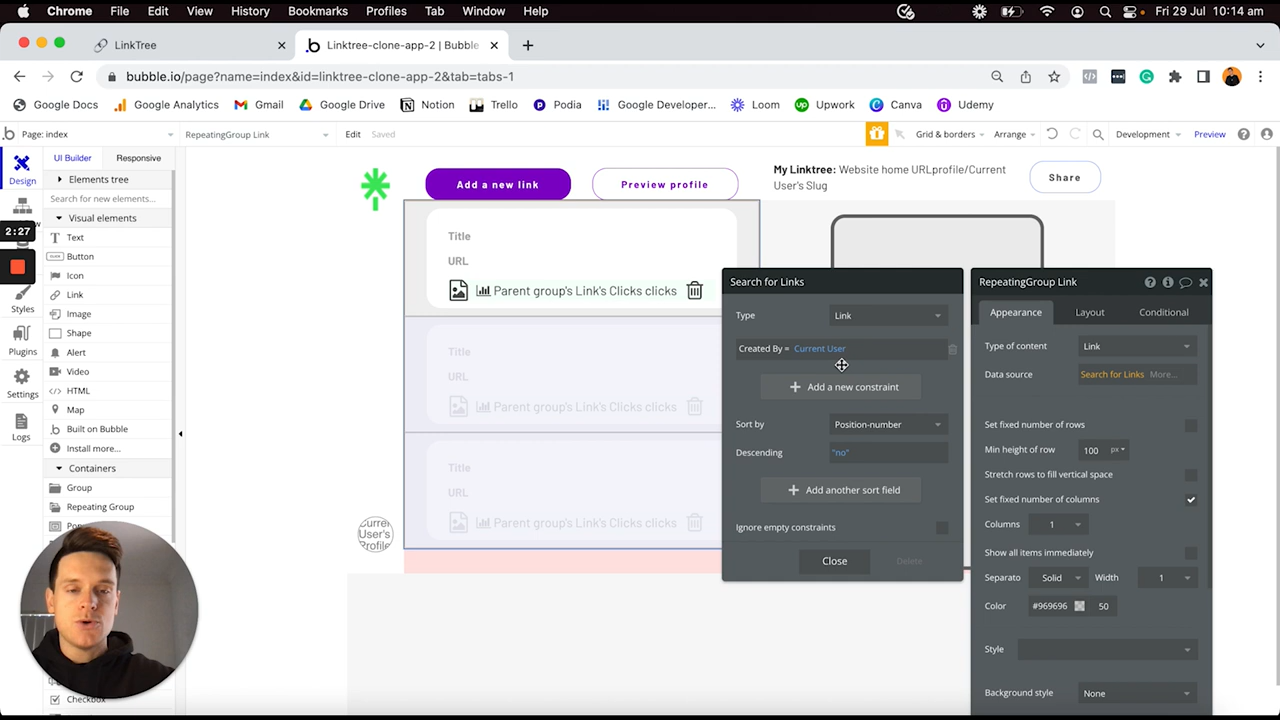 Chrome File Edit View History Bookmarks Profiles Tab Window Help Fri 29 Jul 10:14 am
LinkTree Linktree-clone-app-2 | Bubble
bubble.io/page?name=index&id=linktree-clone-app-2&tab=tabs-1
Google Docs Google Analytics Gmail Google Drive Notion Trello Podia Google Developer... Loom Upwork Canva Udemy
Page: index RepeatingGroup Link Edit Saved Grid & borders Arrange Development Preview
UI Builder Responsive
Design
Elements tree
Search for new elements...
Visual elements
2:27
Text
Button
Icon
Link
Styles
Image
Shape
Alert
Plugins
Video
HTML
Settings
Map
Built on Bubble
Logs
Install more...
Containers
Group
Repeating Group
Checkbox
Add a new link
Preview profile
My Linktree: Website home URLprofile/Current
User's Slug
Share
Title
URL
Parent group's Link's Clicks clicks
Title
URL
Parent group's Link's Clicks clicks
Title
URL
Parent group's Link's Clicks clicks
User's
Search for Links
Type Link
Created By = Current User
Add a new constraint
Sort by Position-number
Descending "no"
Add another sort field
Ignore empty constraints
Close Delete
RepeatingGroup Link
Appearance Layout Conditional
Type of content Link
Data source Search for Links More...
Set fixed number of rows
Min height of row 100 px
Stretch rows to fill vertical space
Set fixed number of columns
Columns 1
Show all items immediately
Separato Solid Width 1
Color #969696 50
Style
Background style None